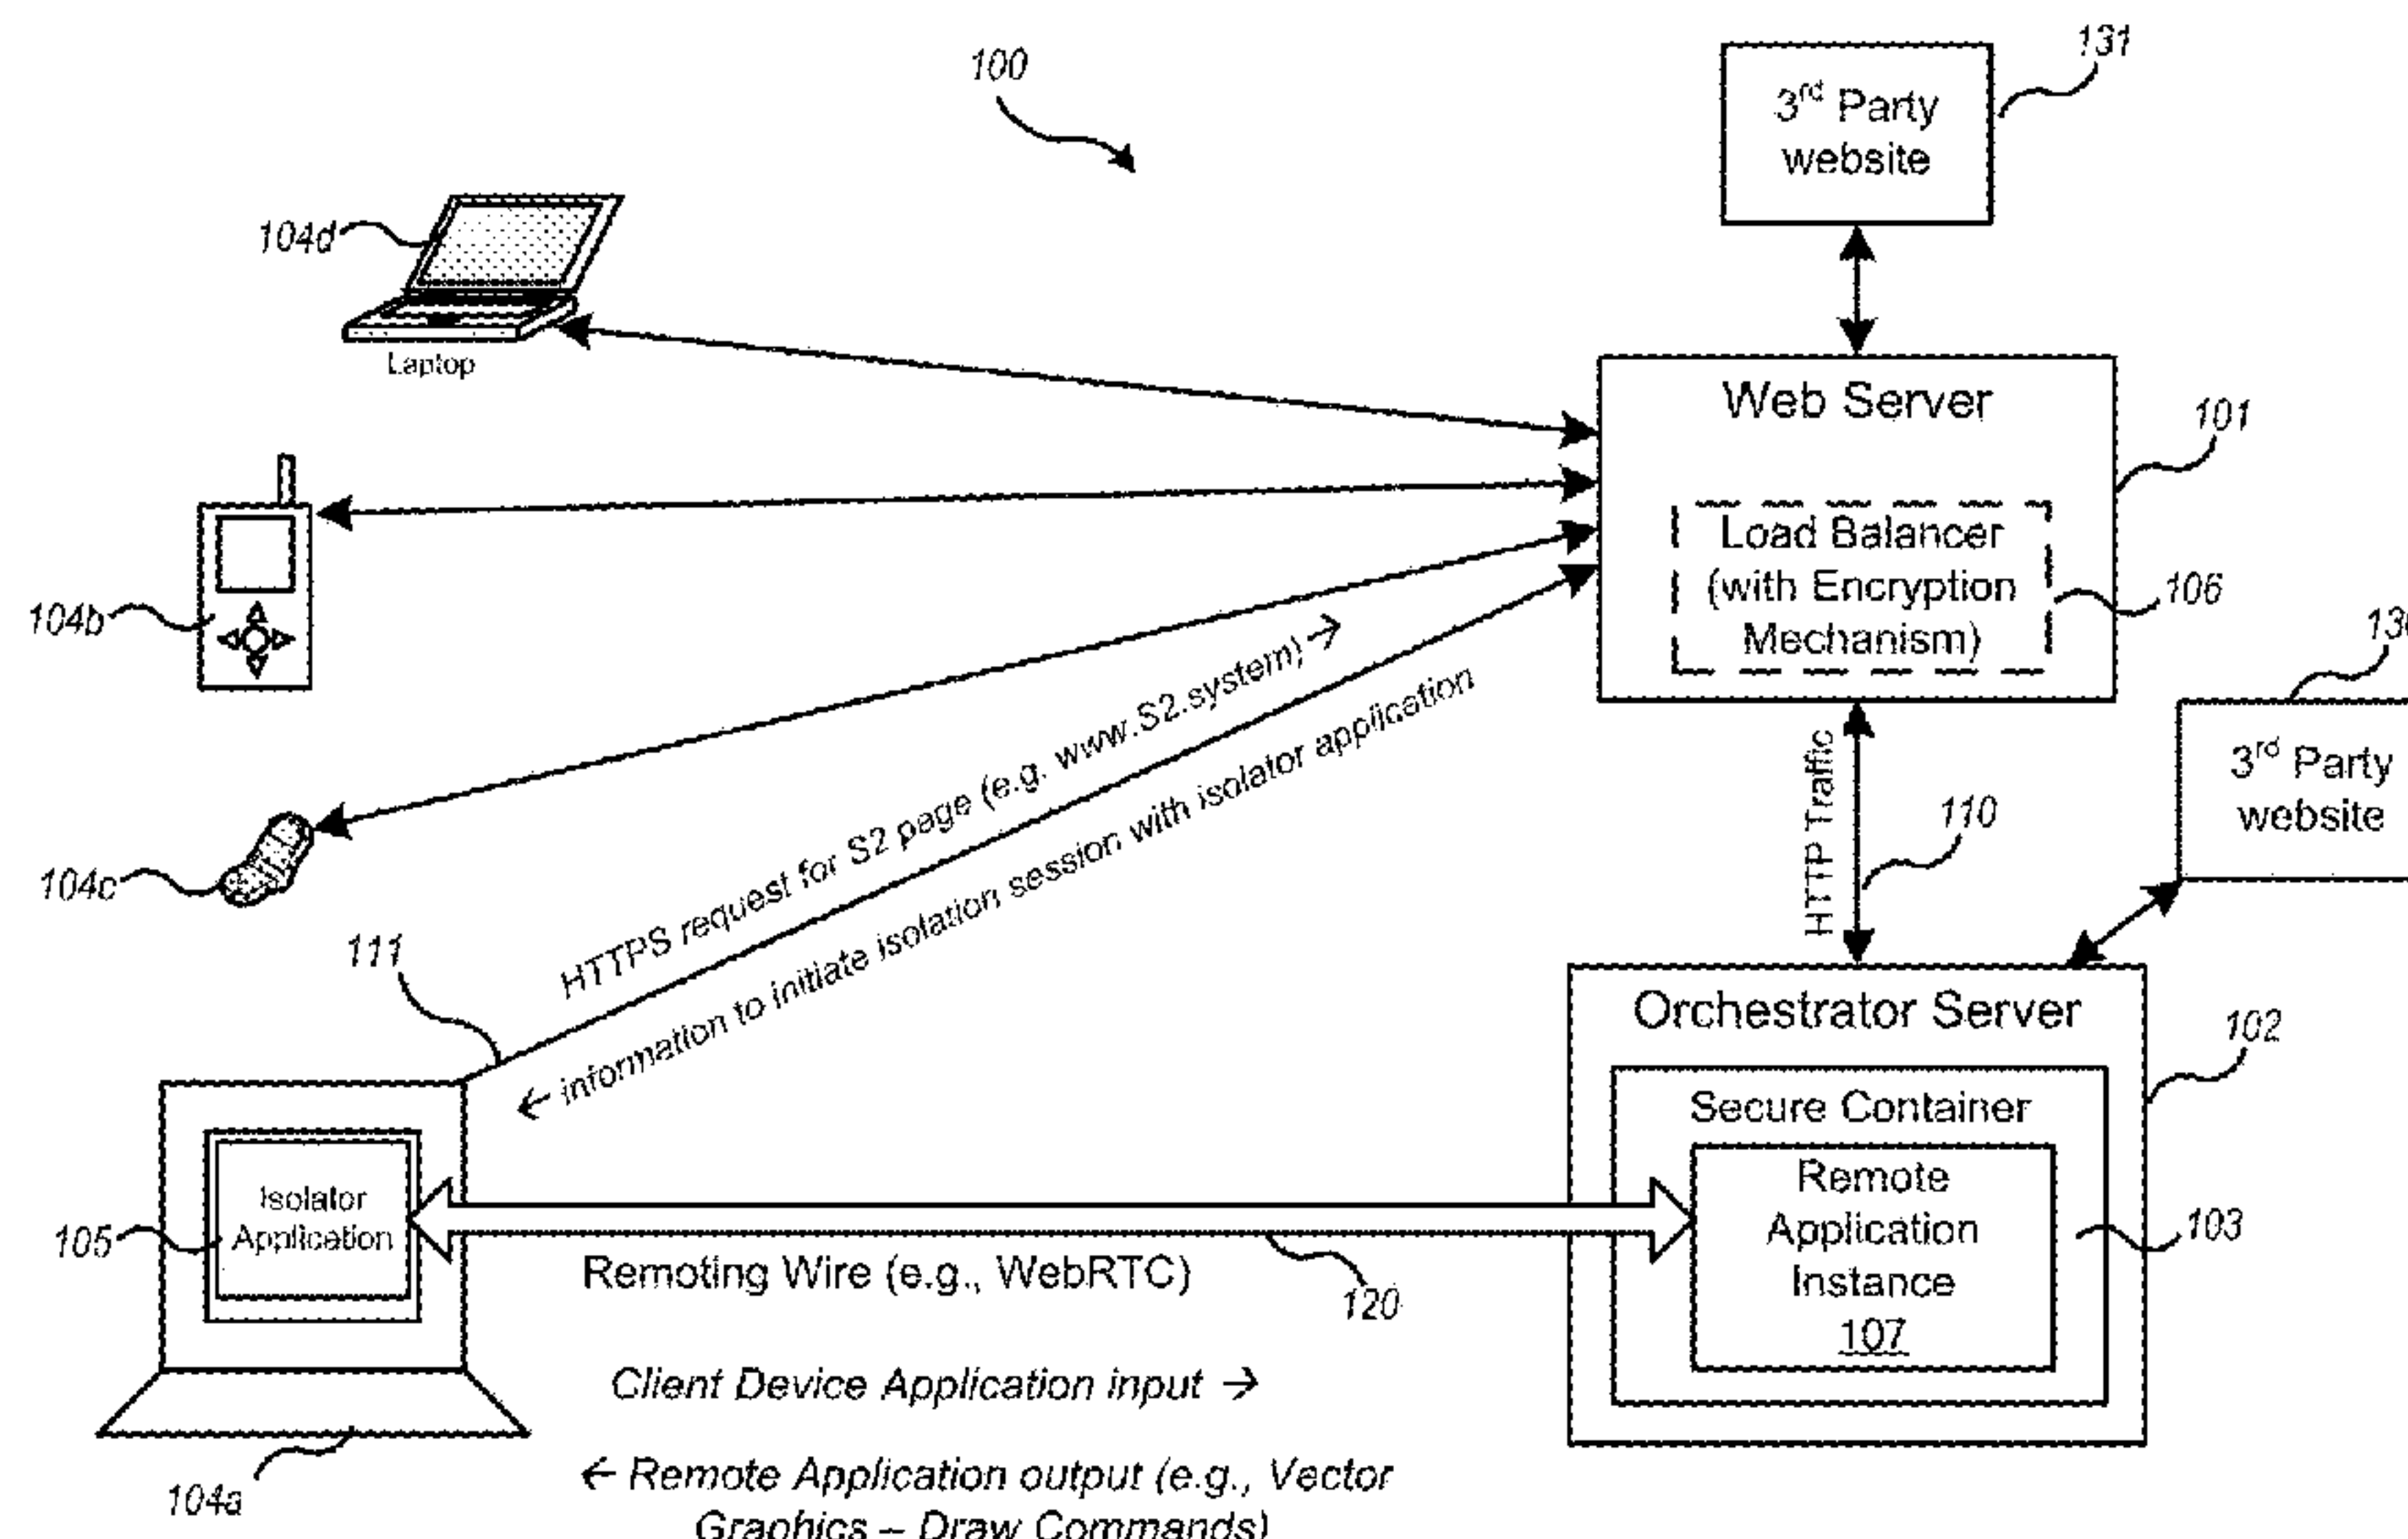 100
131
3rd Party
website
104d
Laptop
Web Server
101
Load Balancer
(with Encryption
Mechanism)
106
104b
HTTPS request for S2 page (e.g. www.S2.system) →
← information to initiate isolation session with isolator application
HTTP Traffic
110
3rd Party
website
104c
111
Orchestrator Server
102
Secure Container
Remote
Application
Instance
107
103
Isolator
Application
105
Remoting Wire (e.g., WebRTC)
120
Client Device Application input →
← Remote Application output (e.g., Vector
Graphics – Draw Commands)
104a